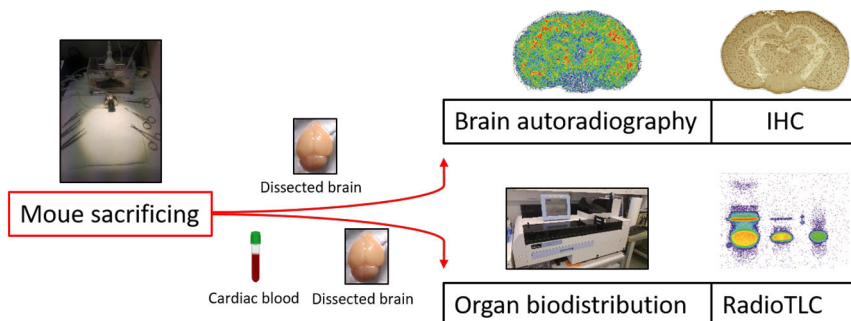 Brain autoradiography
IHC
Dissected brain
Moue sacrificing
Cardiac blood
Dissected brain
Organ biodistribution
RadioTLC